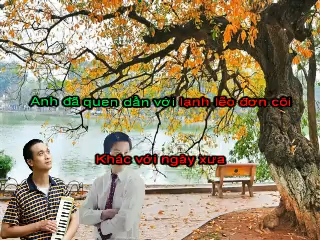 Anh đã quen dần với lạnh lẽo đơn côi
Khác với ngày xưa